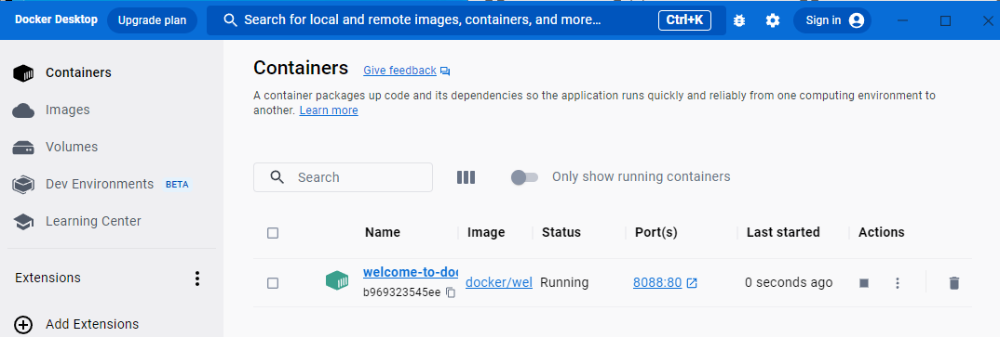 Docker Desktop Upgrade plan Search for local and remote images, containers, and more... Ctrl+K Sign in
Containers
Images
Volumes
Dev Environments BETA
Learning Center
Extensions
Add Extensions
Containers Give feedback
A container packages up code and its dependencies so the application runs quickly and reliably from one computing environment to
another. Learn more
Search Only show running containers
Name Image Status Port(s) Last started Actions
welcome-to-doc docker/wel Running 8088:80 0 seconds ago
b969323545ee